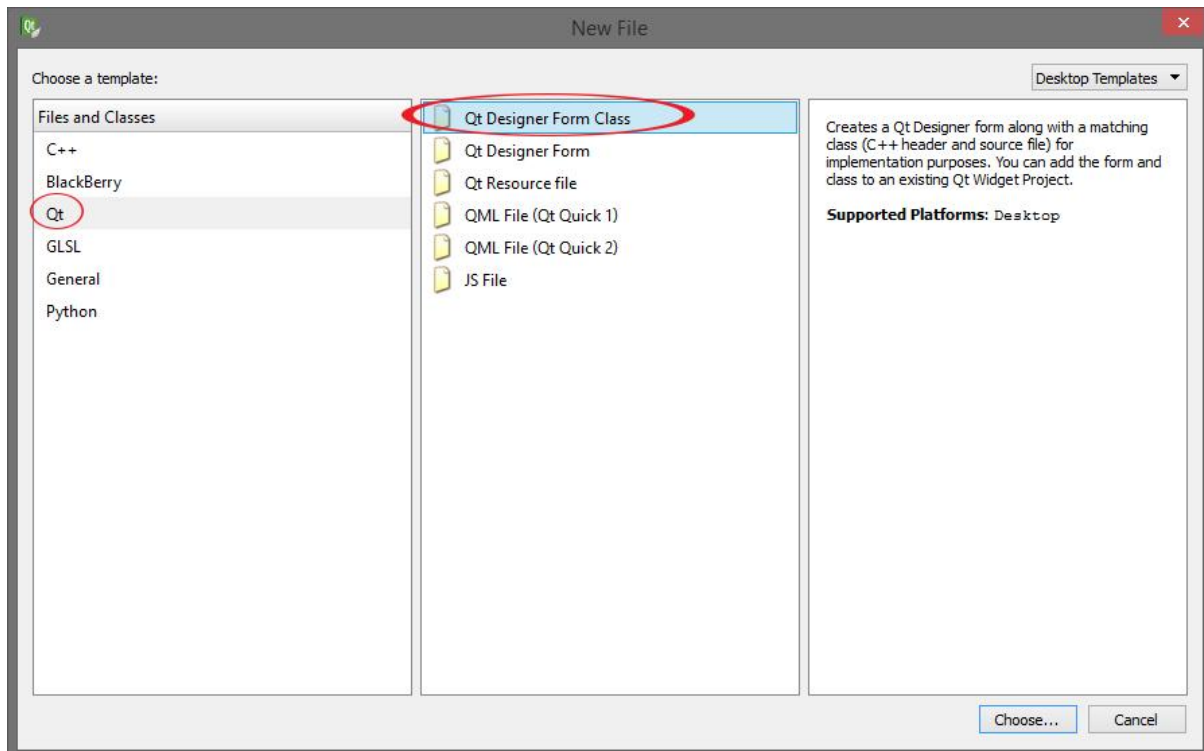 New File
Choose a template:
Desktop Templates
Files and Classes
C++
BlackBerry
Qt
GLSL
General
Python
Qt Designer Form Class
Qt Designer Form
Qt Resource file
QML File (Qt Quick 1)
QML File (Qt Quick 2)
JS File
Creates a Qt Designer form along with a matching
class (C++ header and source file) for
implementation purposes. You can add the form and
class to an existing Qt Widget Project.
Supported Platforms: Desktop
Choose...
Cancel